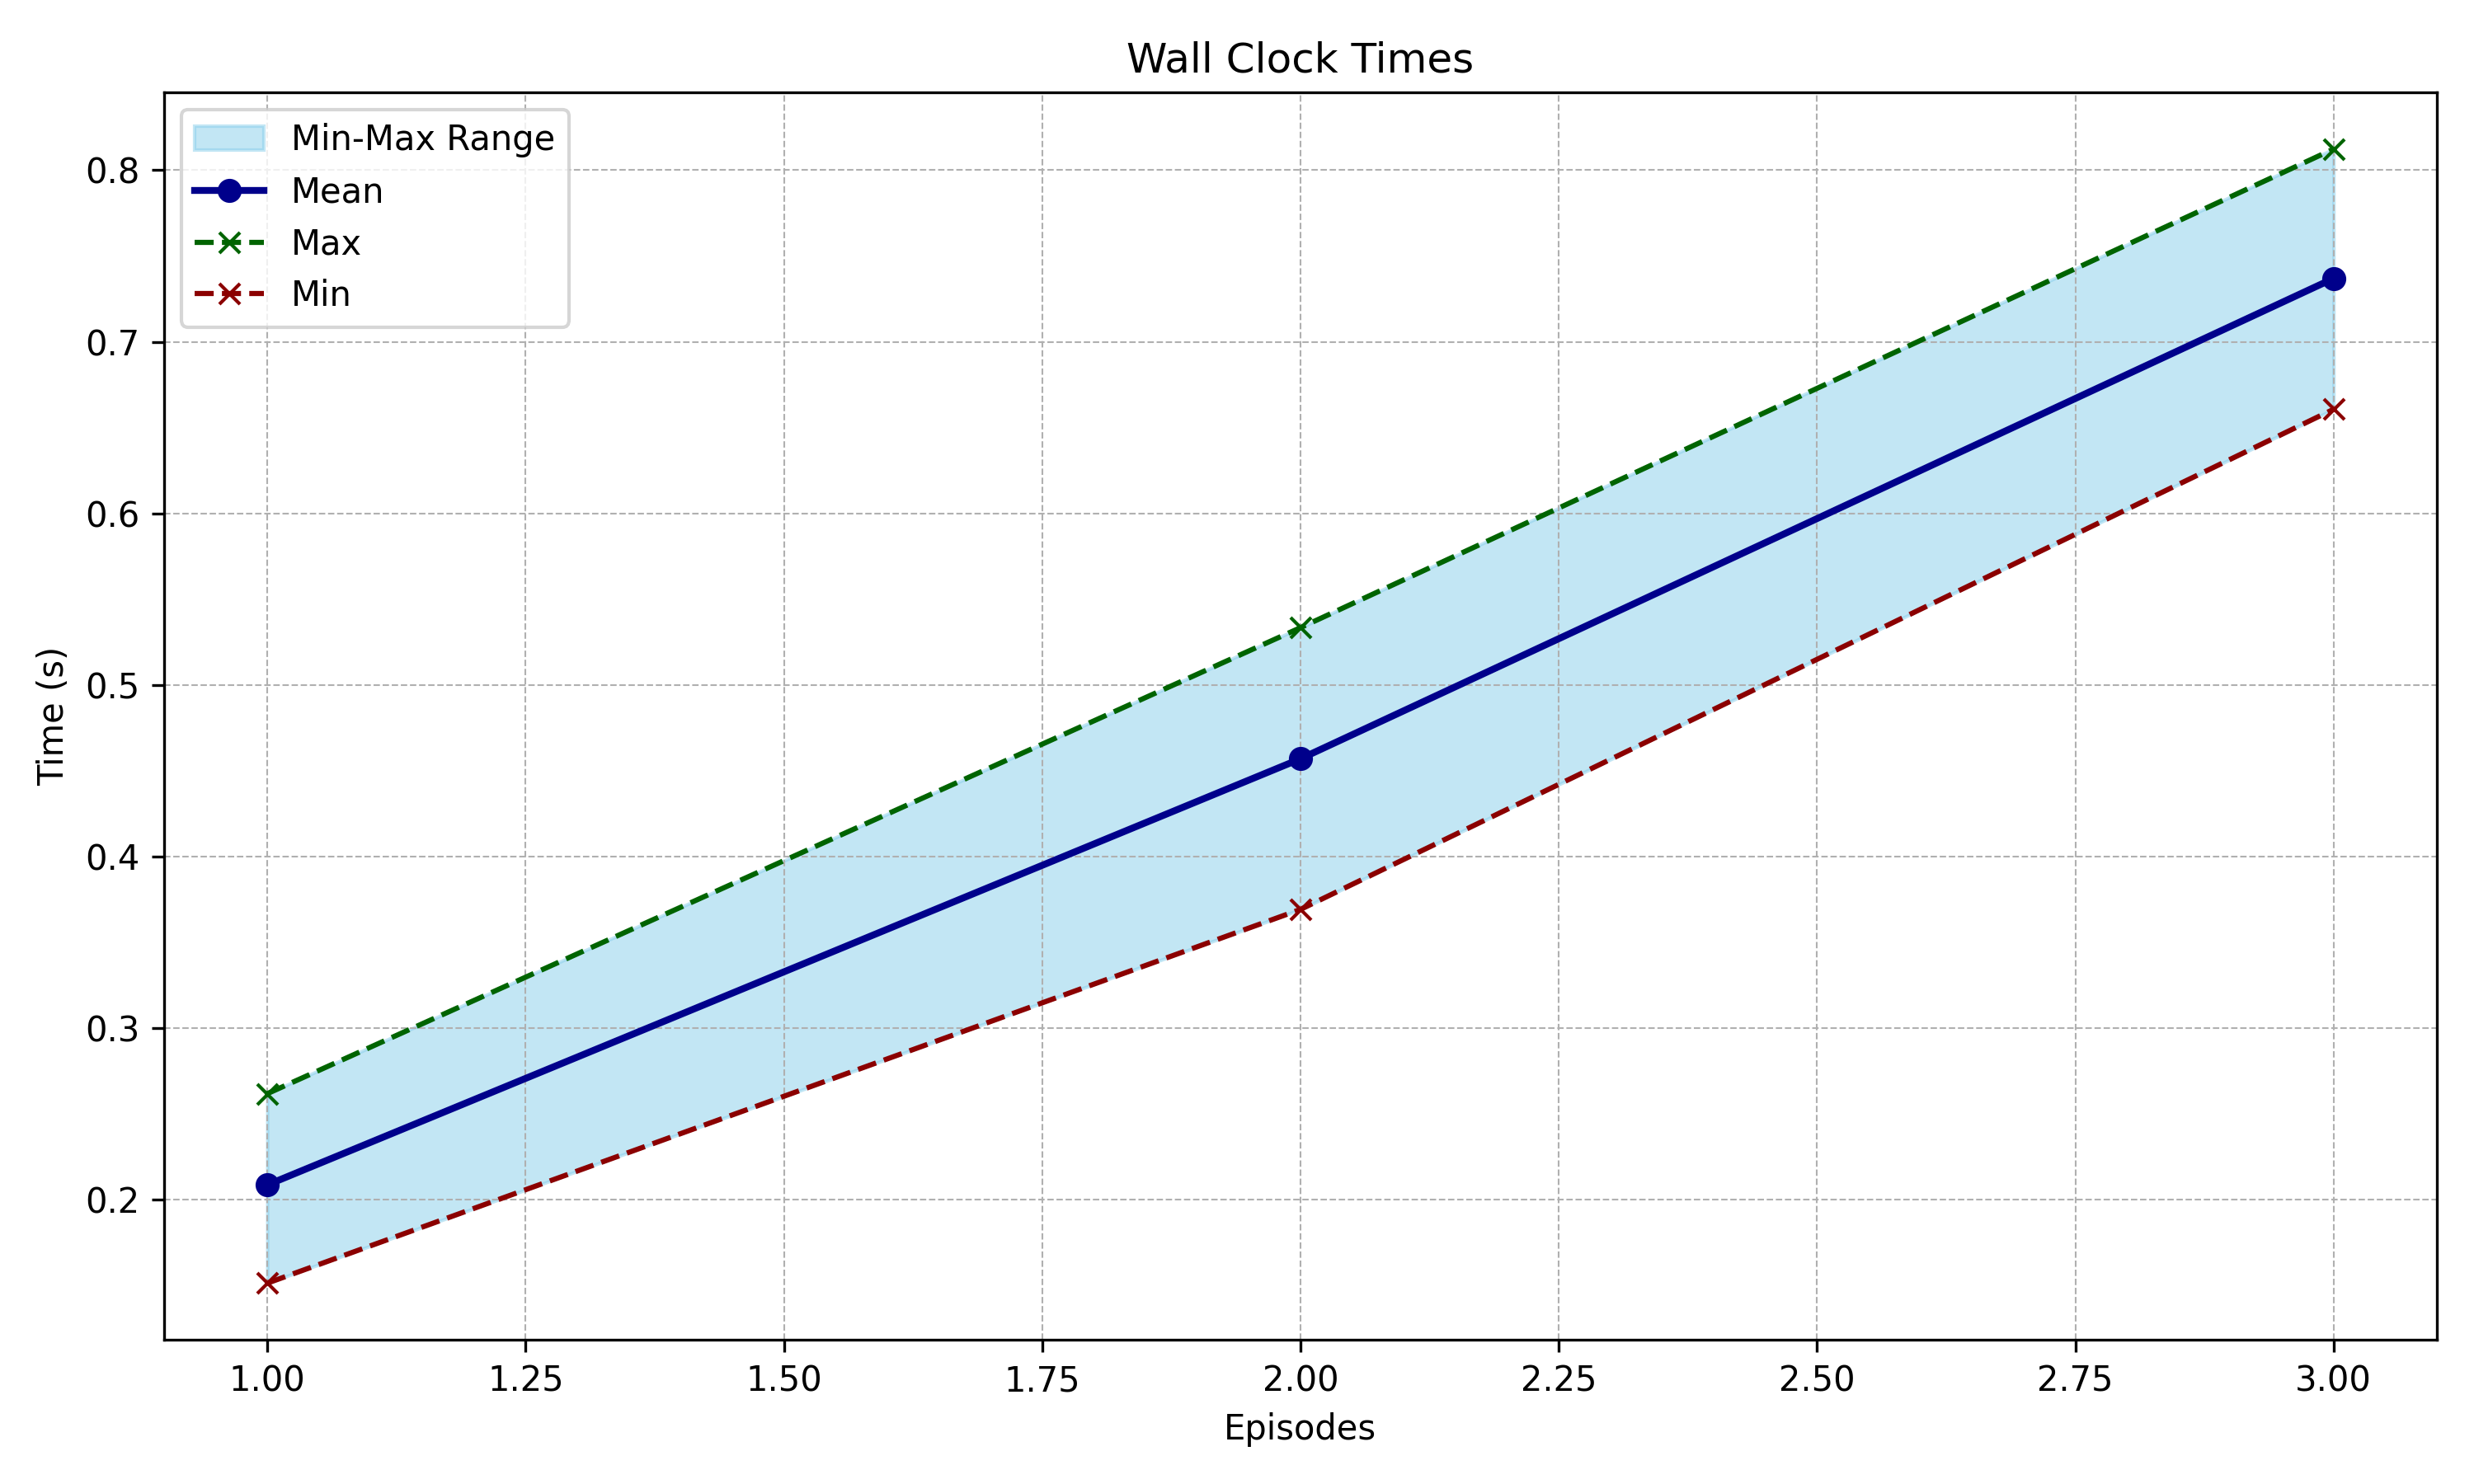 Wall Clock Times
Min-Max Range
Mean
Max
Min
0.8
0.7
0.6
0.5
0.4
0.3
0.2
Time (s)
1.00 1.25 1.50 1.75 2.00 2.25 2.50 2.75 3.00
Episodes